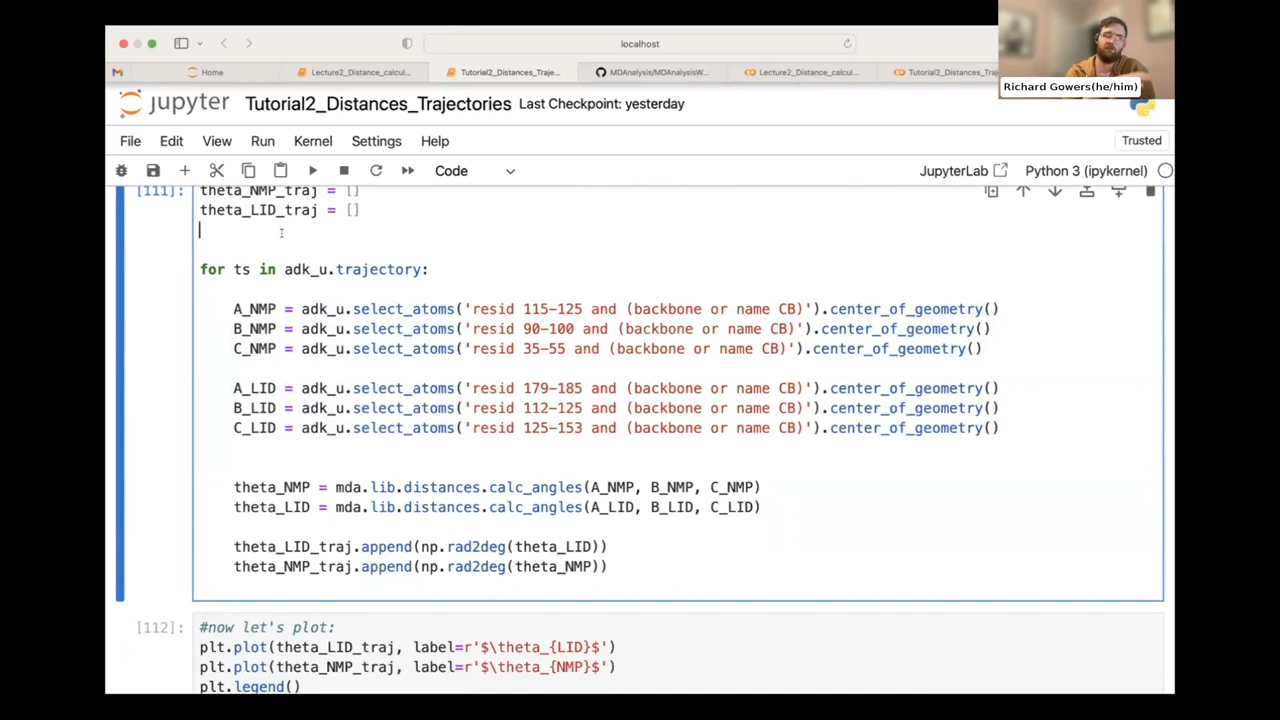 localhost
Home
Lecture2_Distance_calcul...
Tutorial2_Distances_Traje...
MDAnalysis/MDAnalysisW...
Lecture2_Distance_calcul...
Tutorial2_Distances_Traje
Richard Gowers(he/him)
jupyter Tutorial2_Distances_Trajectories Last Checkpoint: yesterday
File Edit View Run Kernel Settings Help Trusted
Code JupyterLab Python 3 (ipykernel)
[111]: theta_NMP_traj = []
theta_LID_traj = []
for ts in adk_u.trajectory:
A_NMP = adk_u.select_atoms('resid 115-125 and (backbone or name CB)').center_of_geometry()
B_NMP = adk_u.select_atoms('resid 90-100 and (backbone or name CB)').center_of_geometry()
C_NMP = adk_u.select_atoms('resid 35-55 and (backbone or name CB)').center_of_geometry()
A_LID = adk_u.select_atoms('resid 179-185 and (backbone or name CB)').center_of_geometry()
B_LID = adk_u.select_atoms('resid 112-125 and (backbone or name CB)').center_of_geometry()
C_LID = adk_u.select_atoms('resid 125-153 and (backbone or name CB)').center_of_geometry()
theta_NMP = mda.lib.distances.calc_angles(A_NMP, B_NMP, C_NMP)
theta_LID = mda.lib.distances.calc_angles(A_LID, B_LID, C_LID)
theta_LID_traj.append(np.rad2deg(theta_LID))
theta_NMP_traj.append(np.rad2deg(theta_NMP))
[112]: #now let's plot:
plt.plot(theta_LID_traj, label=r'$\theta_{LID}$')
plt.plot(theta_NMP_traj, label=r'$\theta_{NMP}$')
plt.legend()